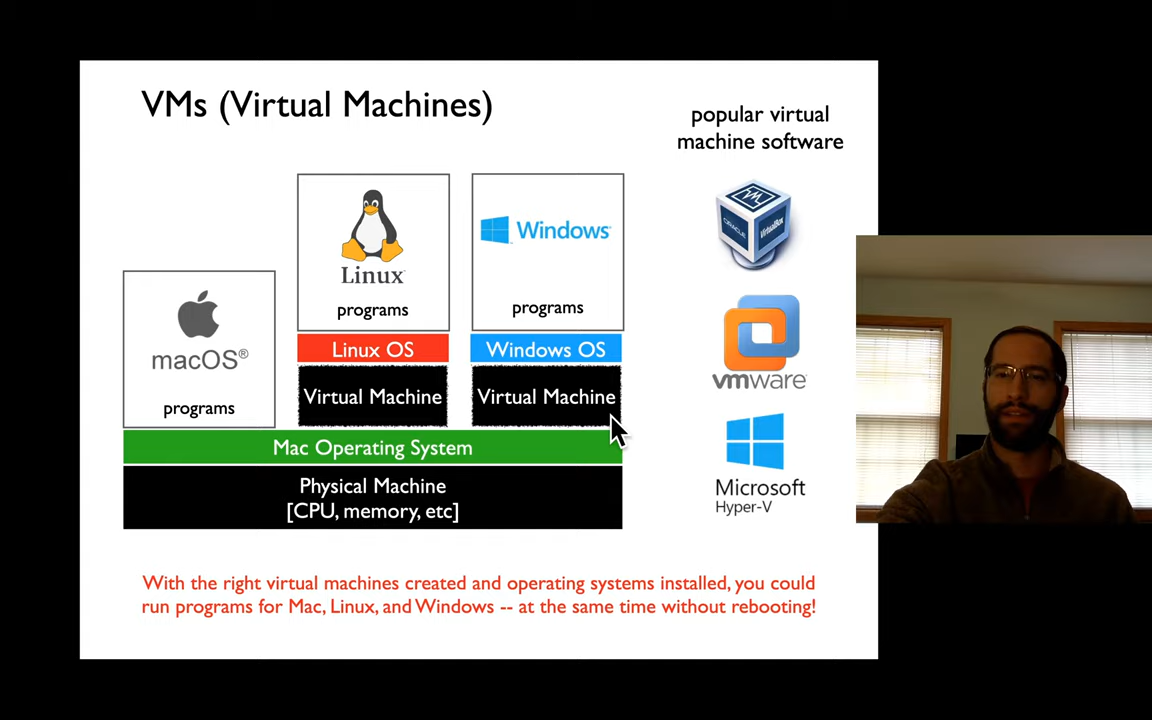 VMs (Virtual Machines)
popular virtual
machine software
macOS®
programs
Linux
programs
Windows
programs
Linux OS
Windows OS
Virtual Machine
Virtual Machine
Mac Operating System
Physical Machine
[CPU, memory, etc]
VM
ORACLE
VirtualBox
vmware
Microsoft
Hyper-V
With the right virtual machines created and operating systems installed, you could
run programs for Mac, Linux, and Windows -- at the same time without rebooting!